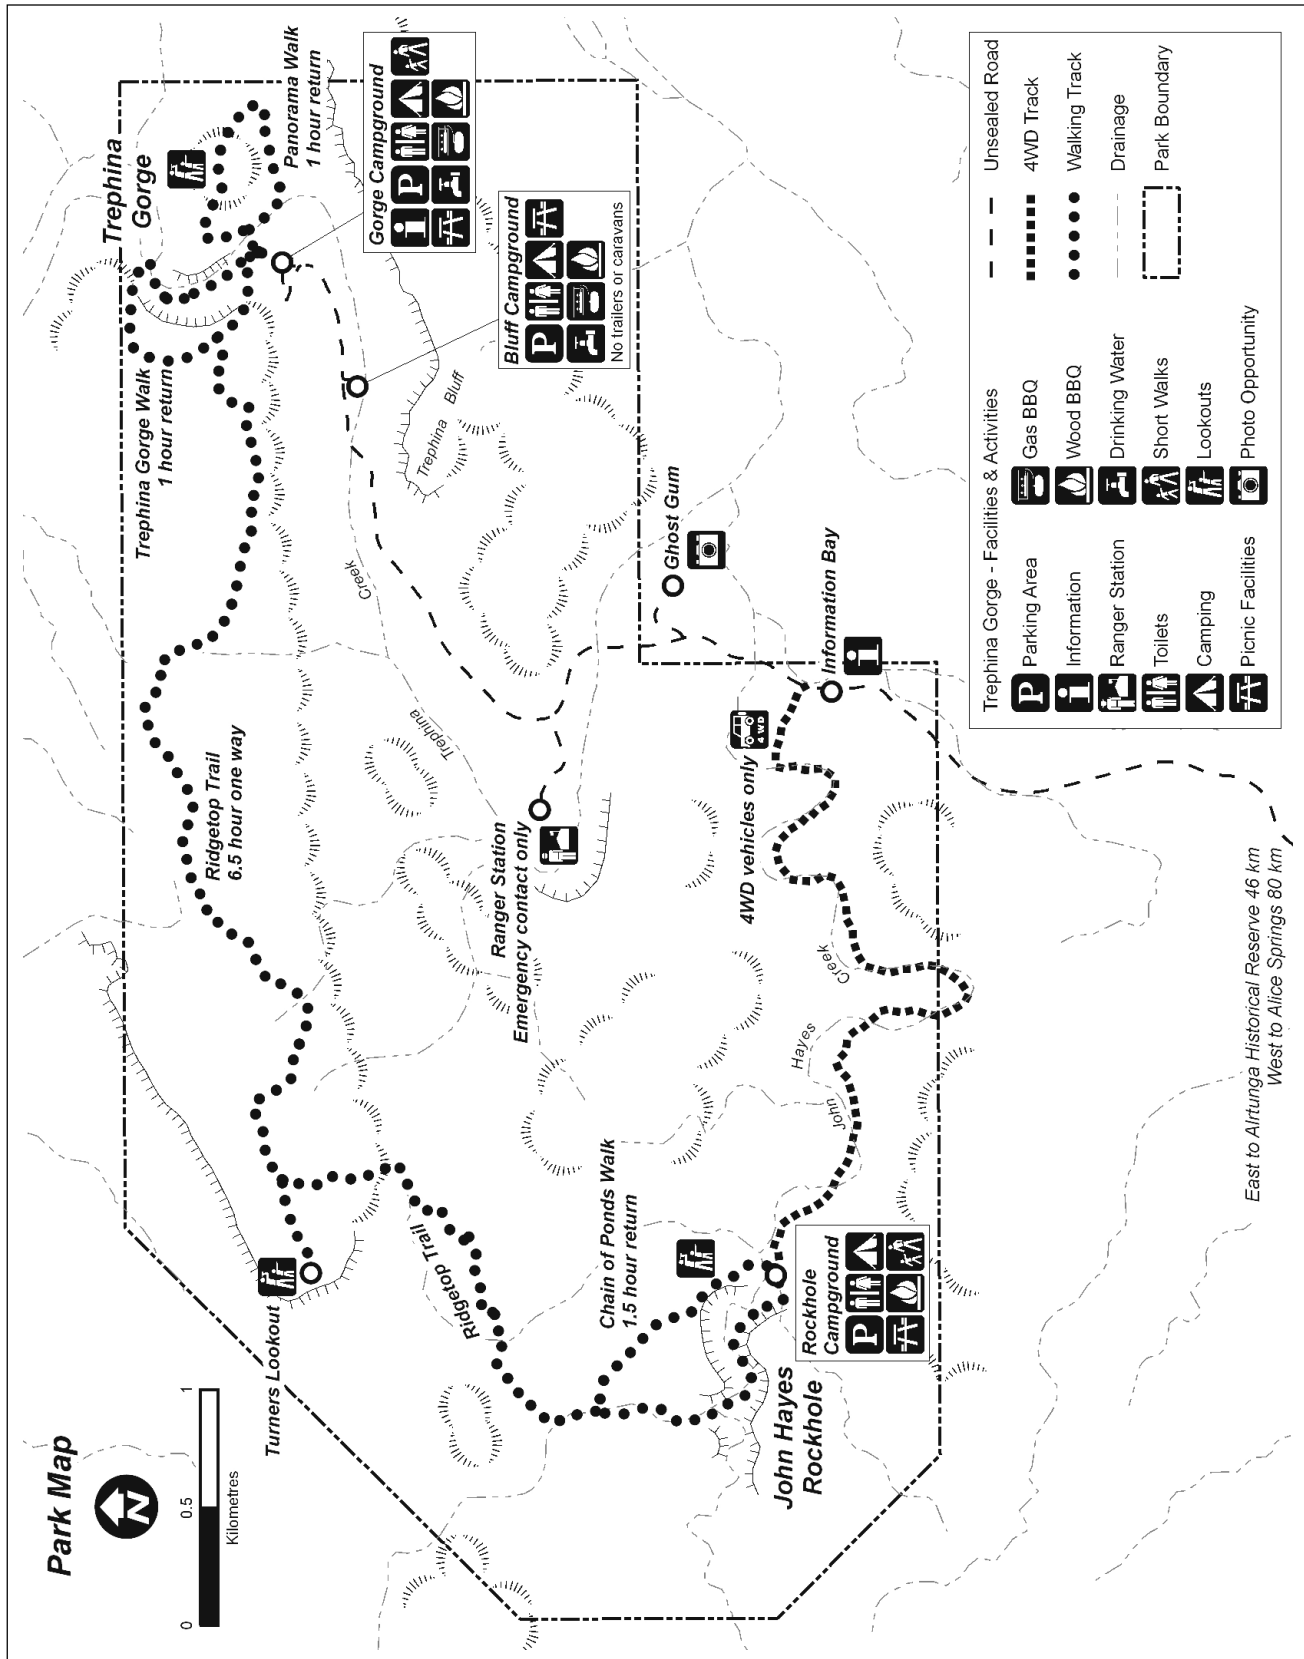 Park Map
N
0
0.5
1
Kilometres
Trephina
Gorge
Panorama Walk
1 hour return
Trephina Gorge Walk
1 hour return
Gorge Campground
i
P
Bluff Campground
P
No trailers or caravans
Trephina Bluff
Ridgetop Trail
6.5 hour one way
Creek
Trephina
Turners Lookout
Ridgetop Trail
Ranger Station
Emergency contact only
Ghost Gum
Information Bay
i
4WD
4WD vehicles only
Chain of Ponds Walk
1.5 hour return
John
Hayes
Creek
John Hayes
Rockhole
Rockhole
Campground
P
East to Alrtunga Historical Reserve 46 km
West to Alice Springs 80 km
Trephina Gorge - Facilities & Activities
P Parking Area
i Information
Ranger Station
Toilets
Camping
Picnic Facilities
Gas BBQ
Wood BBQ
Drinking Water
Short Walks
Lookouts
Photo Opportunity
Unsealed Road
4WD Track
Walking Track
Drainage
Park Boundary